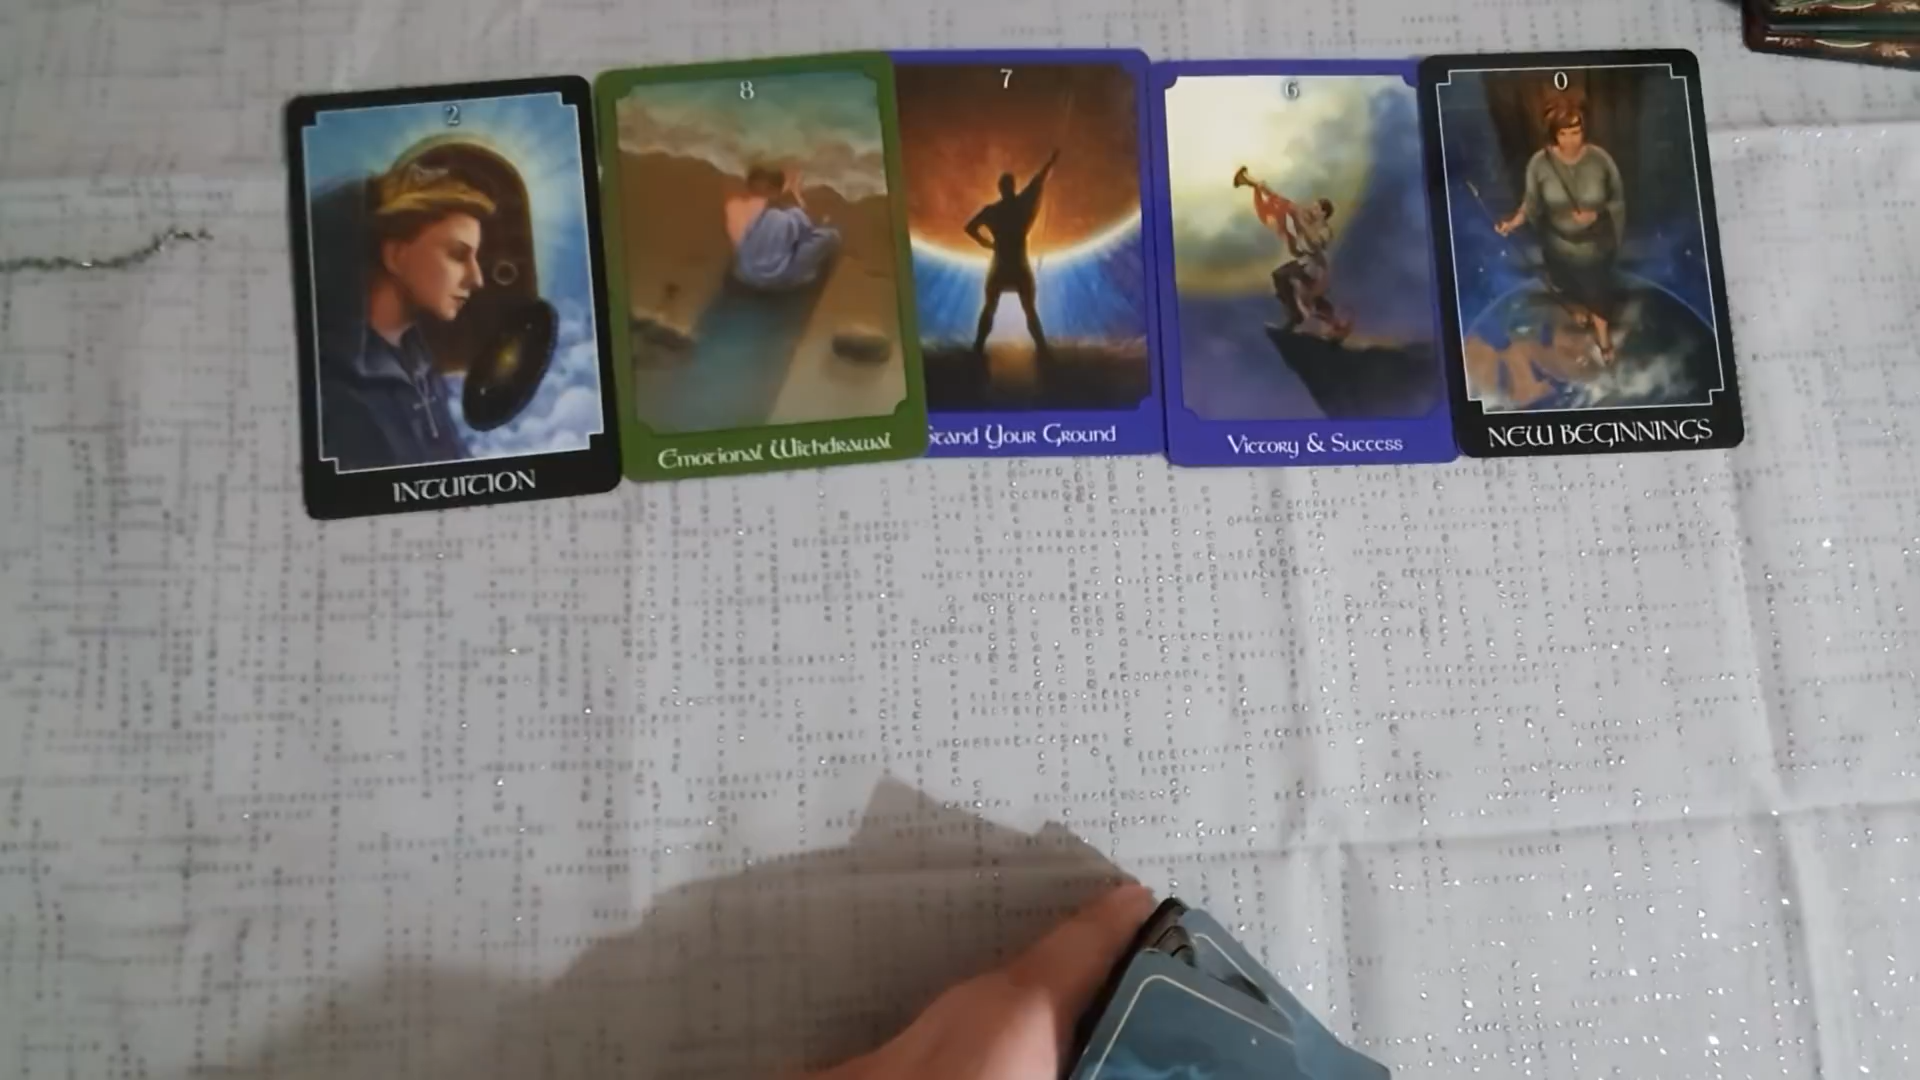 2
INTUITION
8
Emotional Withdrawal
7
Stand Your Ground
6
Victory & Success
0
NEW BEGINNINGS